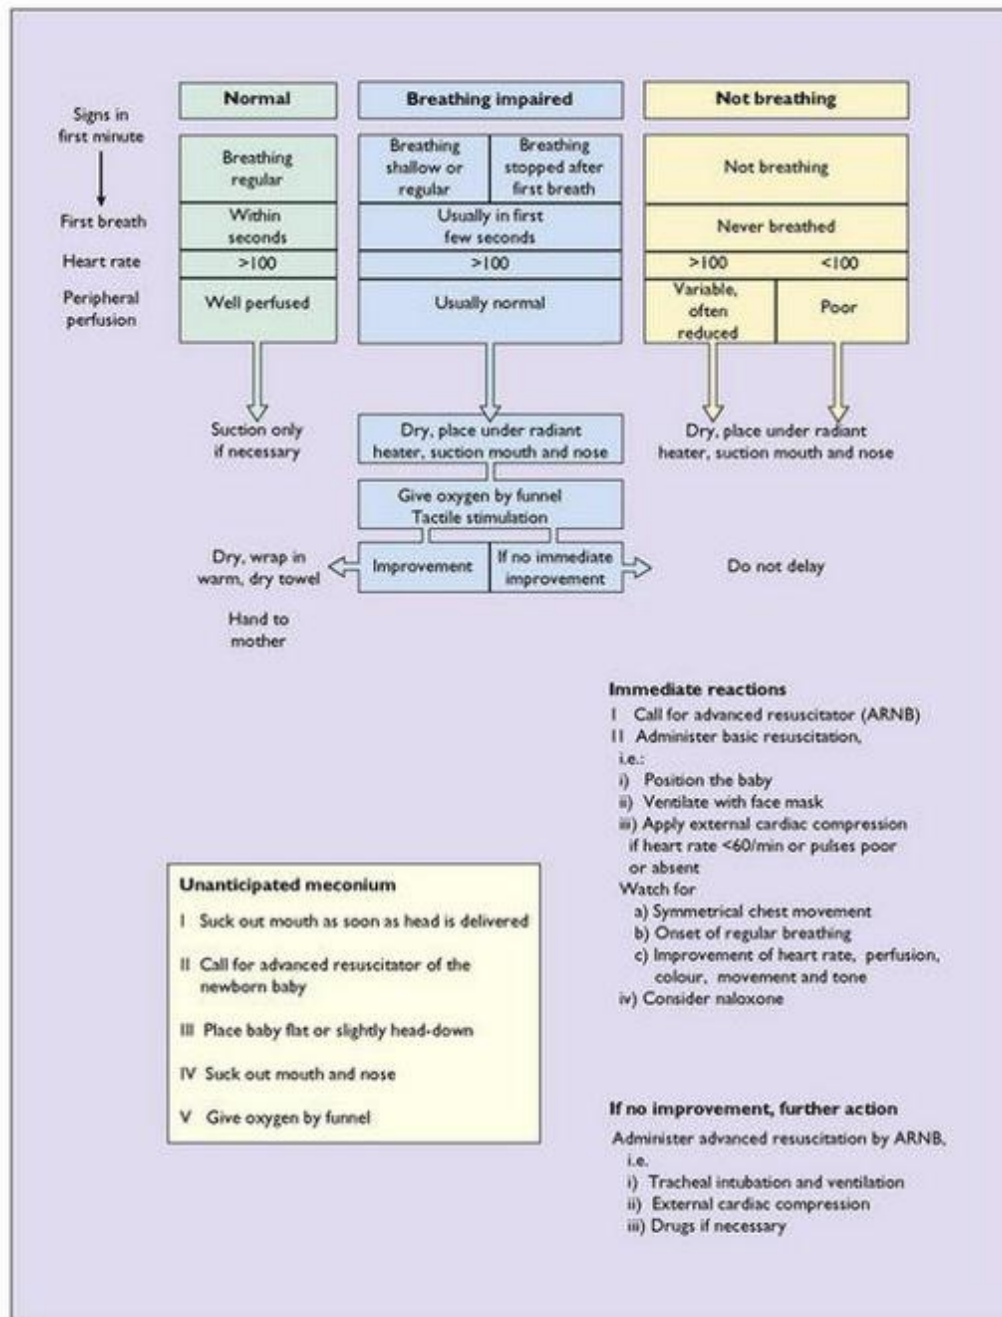 Normal
Breathing impaired
Not breathing
Signs in
first minute
Breathing
regular
Breathing
shallow or
regular
Breathing
stopped after
first breath
Not breathing
First breath
Within
seconds
Usually in first
few seconds
Never breathed
Heart rate
>100
>100
>100
<100
Peripheral
perfusion
Well perfused
Usually normal
Variable,
often
reduced
Poor
Suction only
if necessary
Dry, place under radiant
heater, suction mouth and nose
Dry, place under radiant
heater, suction mouth and nose
Give oxygen by funnel
Tactile stimulation
Dry, wrap in
warm, dry towel
Improvement
If no immediate
improvement
Do not delay
Hand to
mother
Immediate reactions
I Call for advanced resuscitator (ARNB)
II Administer basic resuscitation,
i.e.:
i) Position the baby
ii) Ventilate with face mask
iii) Apply external cardiac compression
if heart rate <60/min or pulses poor
or absent
Watch for
a) Symmetrical chest movement
b) Onset of regular breathing
c) Improvement of heart rate, perfusion,
colour, movement and tone
iv) Consider naloxone
Unanticipated meconium
I Suck out mouth as soon as head is delivered
II Call for advanced resuscitator of the
newborn baby
III Place baby flat or slightly head-down
IV Suck out mouth and nose
V Give oxygen by funnel
If no improvement, further action
Administer advanced resuscitation by ARNB,
i.e.
i) Tracheal intubation and ventilation
ii) External cardiac compression
iii) Drugs if necessary